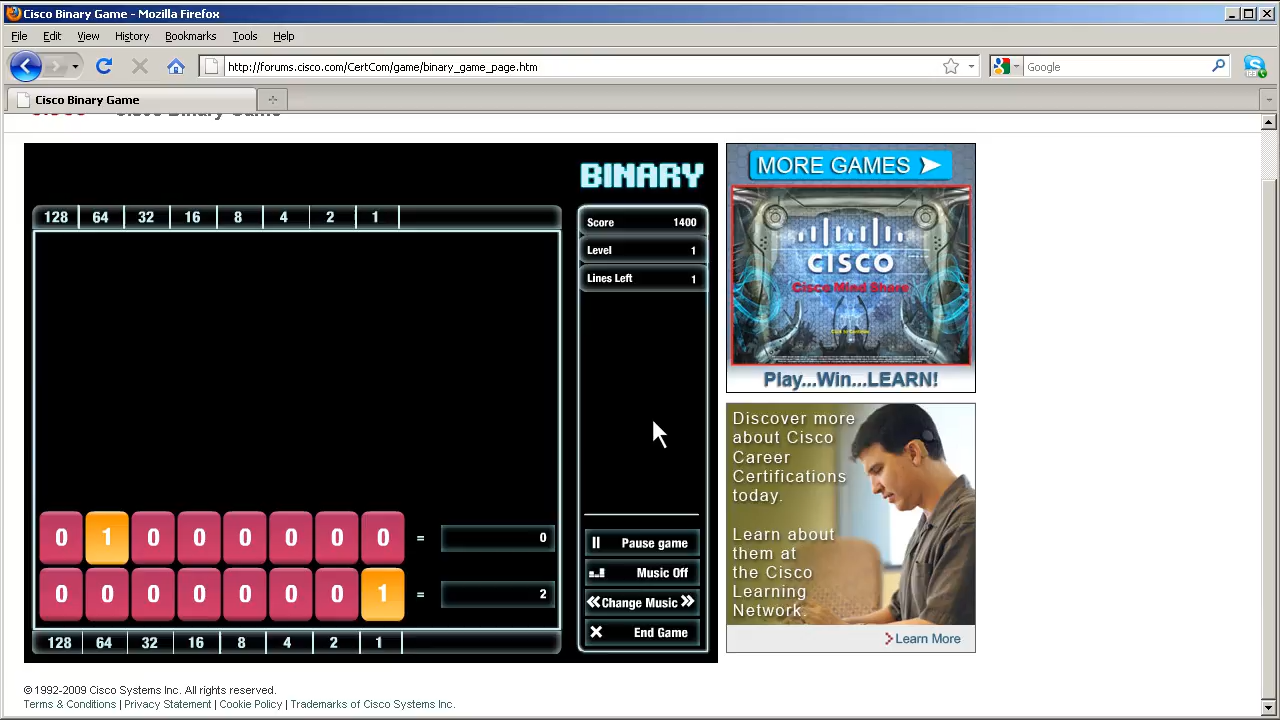 Cisco Binary Game - Mozilla Firefox
File Edit View History Bookmarks Tools Help
http://forums.cisco.com/CertCom/game/binary_game_page.htm
Google
Cisco Binary Game
Cisco Binary Game
BINARY
128 64 32 16 8 4 2 1
Score 1400
Level 1
Lines Left 1
0 1 0 0 0 0 0 0 = 0
0 0 0 0 0 0 0 1 = 2
128 64 32 16 8 4 2 1
Pause game
Music Off
Change Music
End Game
MORE GAMES
CISCO
Cisco Mind Share
Play...Win...LEARN!
Discover more
about Cisco
Career
Certifications
today.
Learn about
them at
the Cisco
Learning
Network.
Learn More
© 1992-2009 Cisco Systems Inc. All rights reserved.
Terms & Conditions | Privacy Statement | Cookie Policy | Trademarks of Cisco Systems Inc.